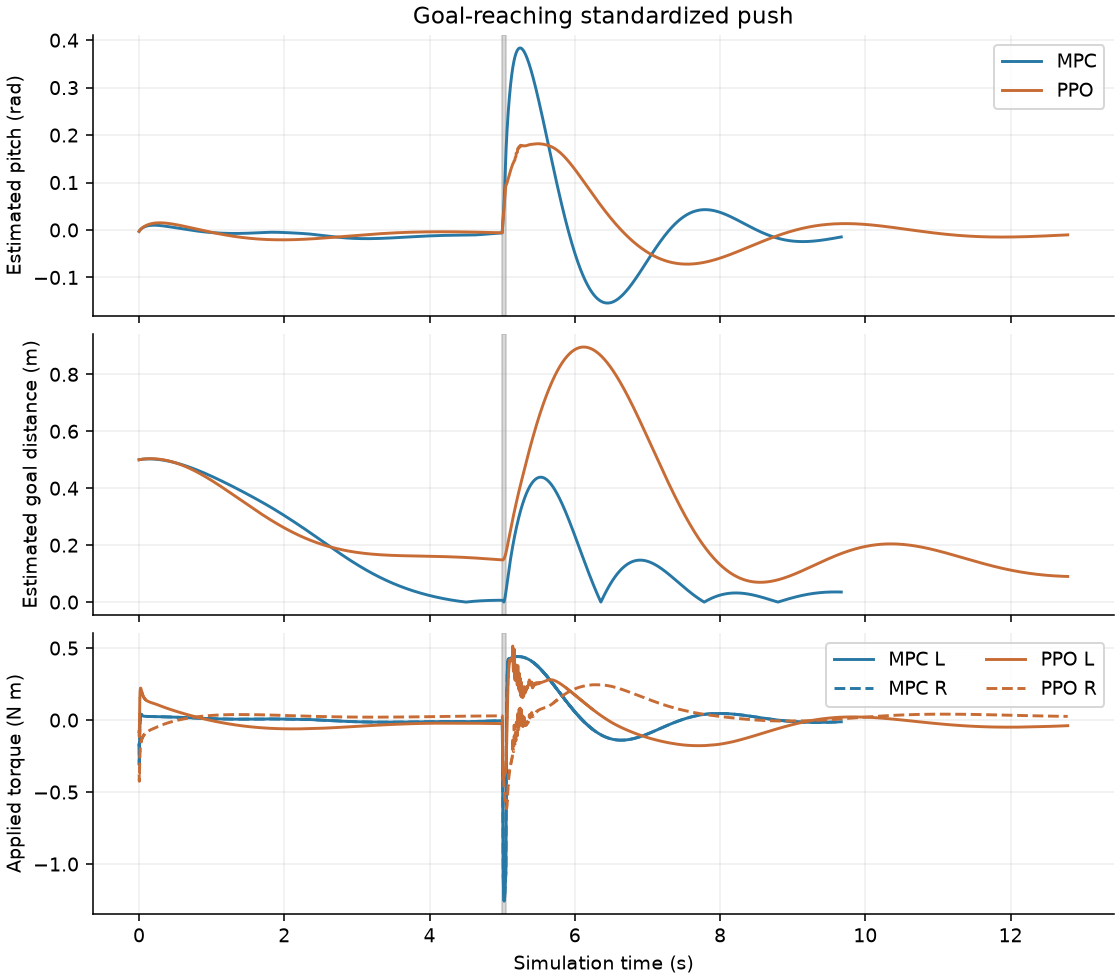 Goal-reaching standardized push
Estimated pitch (rad)
0.4
0.3
0.2
0.1
0.0
−0.1
MPC
PPO
Estimated goal distance (m)
0.8
0.6
0.4
0.2
0.0
Applied torque (N m)
0.5
0.0
−0.5
−1.0
MPC L
MPC R
PPO L
PPO R
0 2 4 6 8 10 12
Simulation time (s)